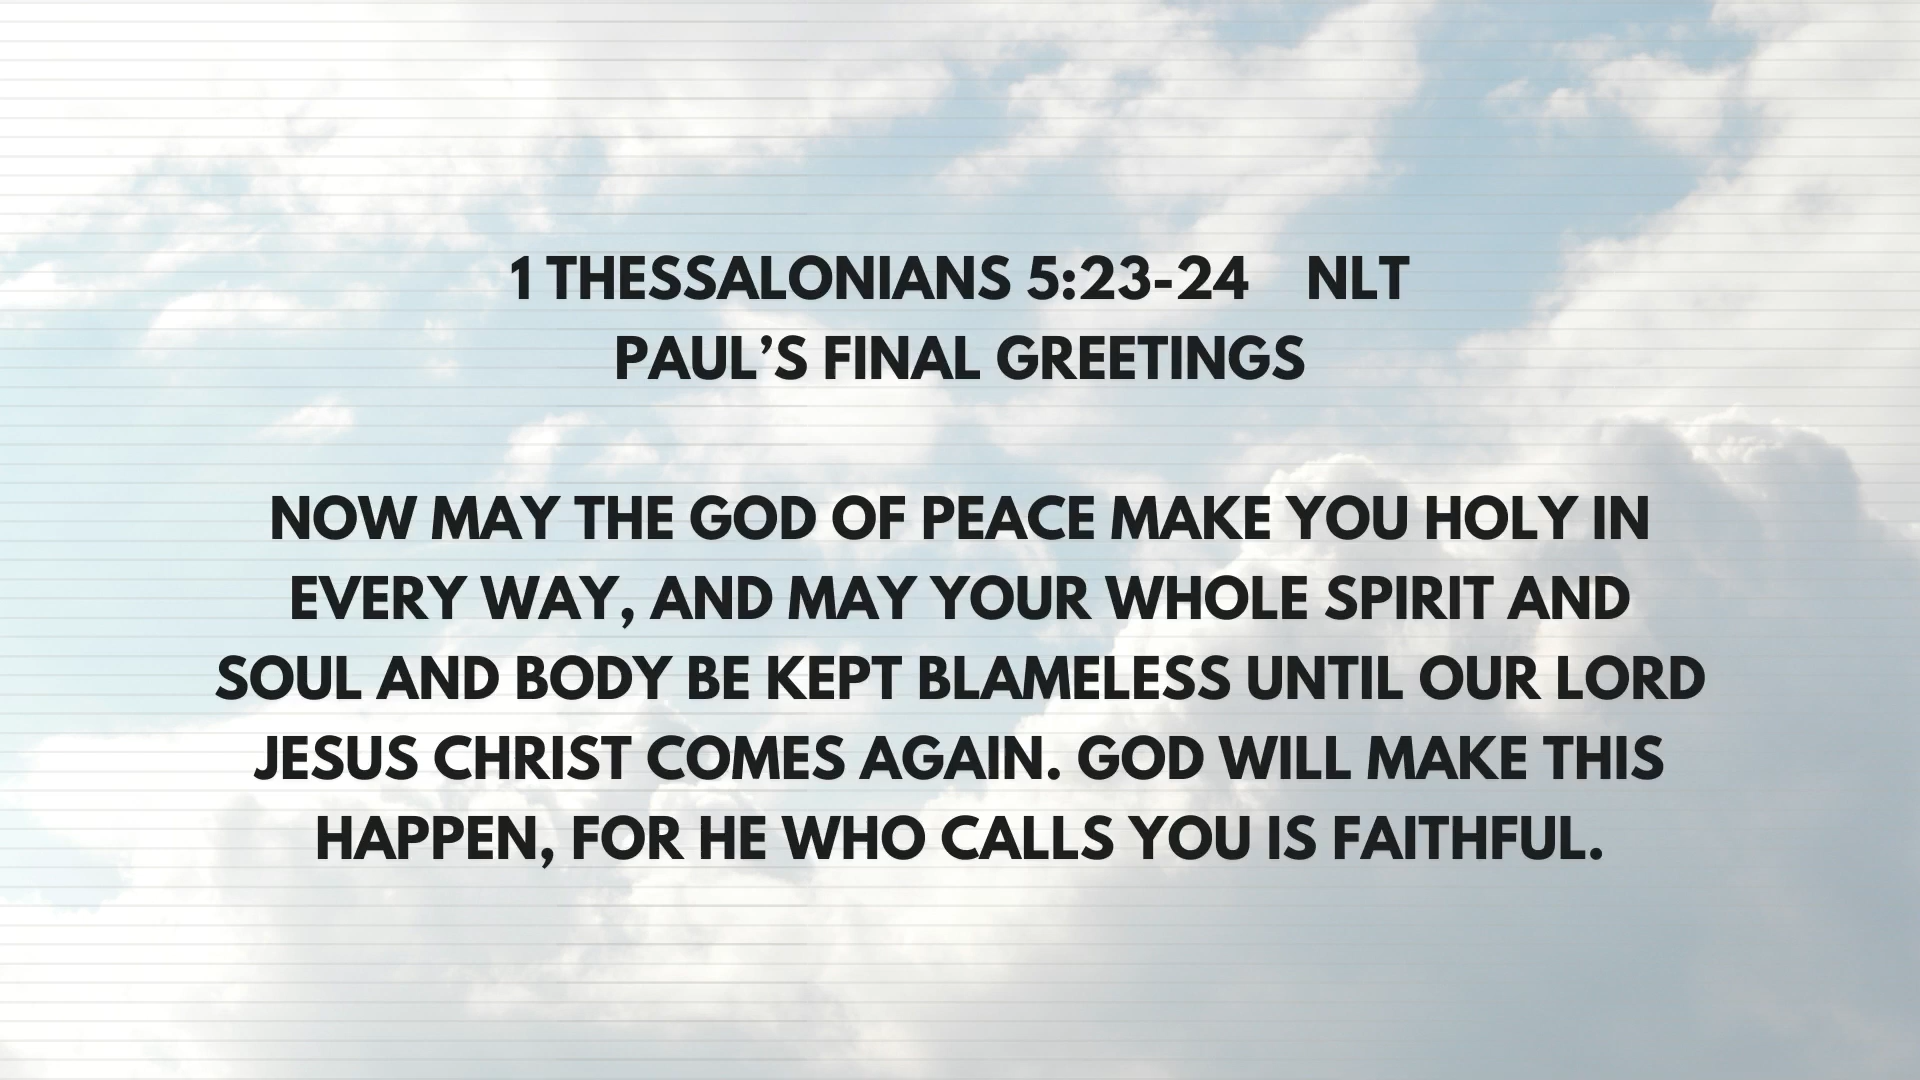 1 THESSALONIANS 5:23-24 NLT
PAUL’S FINAL GREETINGS
NOW MAY THE GOD OF PEACE MAKE YOU HOLY IN
EVERY WAY, AND MAY YOUR WHOLE SPIRIT AND
SOUL AND BODY BE KEPT BLAMELESS UNTIL OUR LORD
JESUS CHRIST COMES AGAIN. GOD WILL MAKE THIS
HAPPEN, FOR HE WHO CALLS YOU IS FAITHFUL.